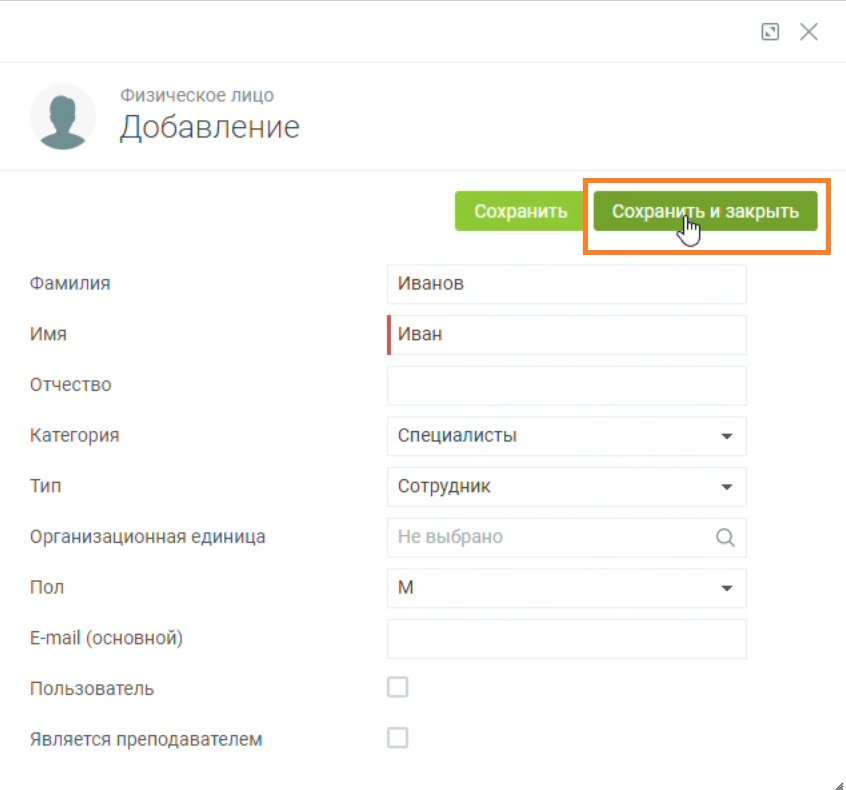 Физическое лицо
Добавление
Сохранить Сохранить и закрыть
Фамилия Иванов
Имя Иван
Отчество
Категория Специалисты
Тип Сотрудник
Организационная единица Не выбрано
Пол М
E-mail (основной)
Пользователь
Является преподавателем